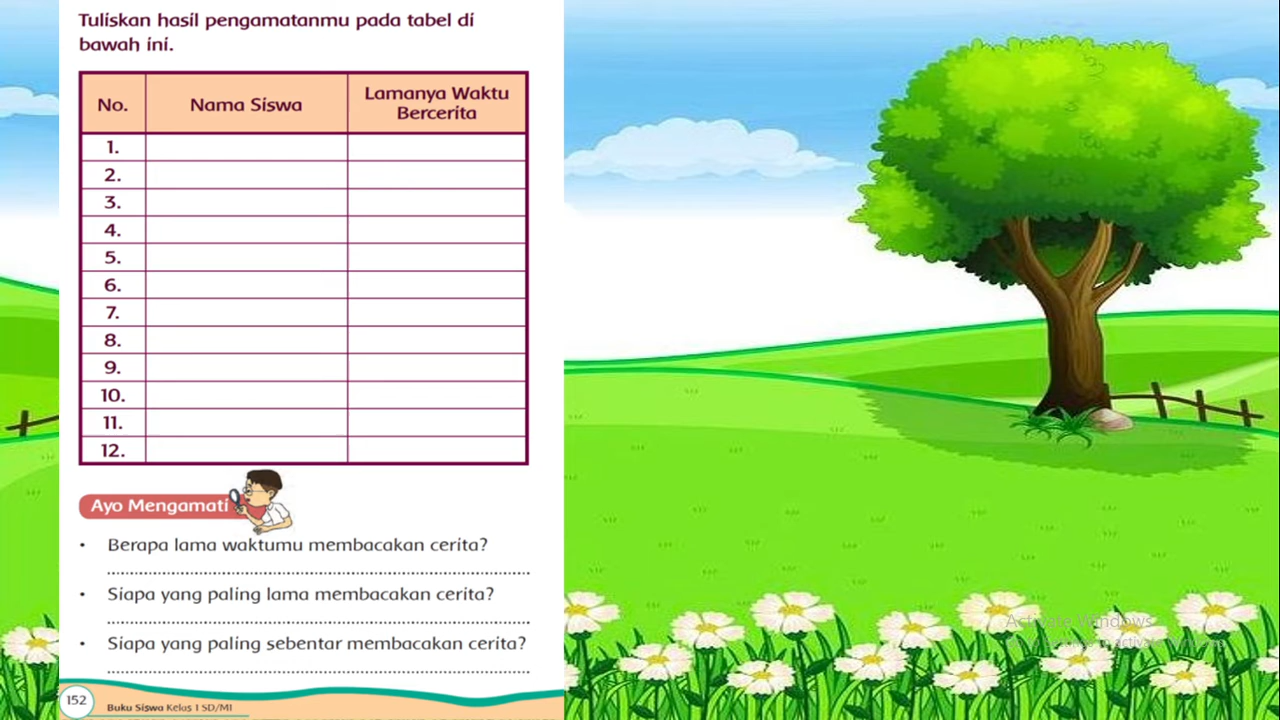 Tuliskan hasil pengamatanmu pada tabel di
bawah ini.
No. Nama Siswa Lamanya Waktu Bercerita
1.
2.
3.
4.
5.
6.
7.
8.
9.
10.
11.
12.
Ayo Mengamati
• Berapa lama waktumu membacakan cerita?
• Siapa yang paling lama membacakan cerita?
• Siapa yang paling sebentar membacakan cerita?
152 Buku Siswa Kelas I SD/MI
Activate Windows